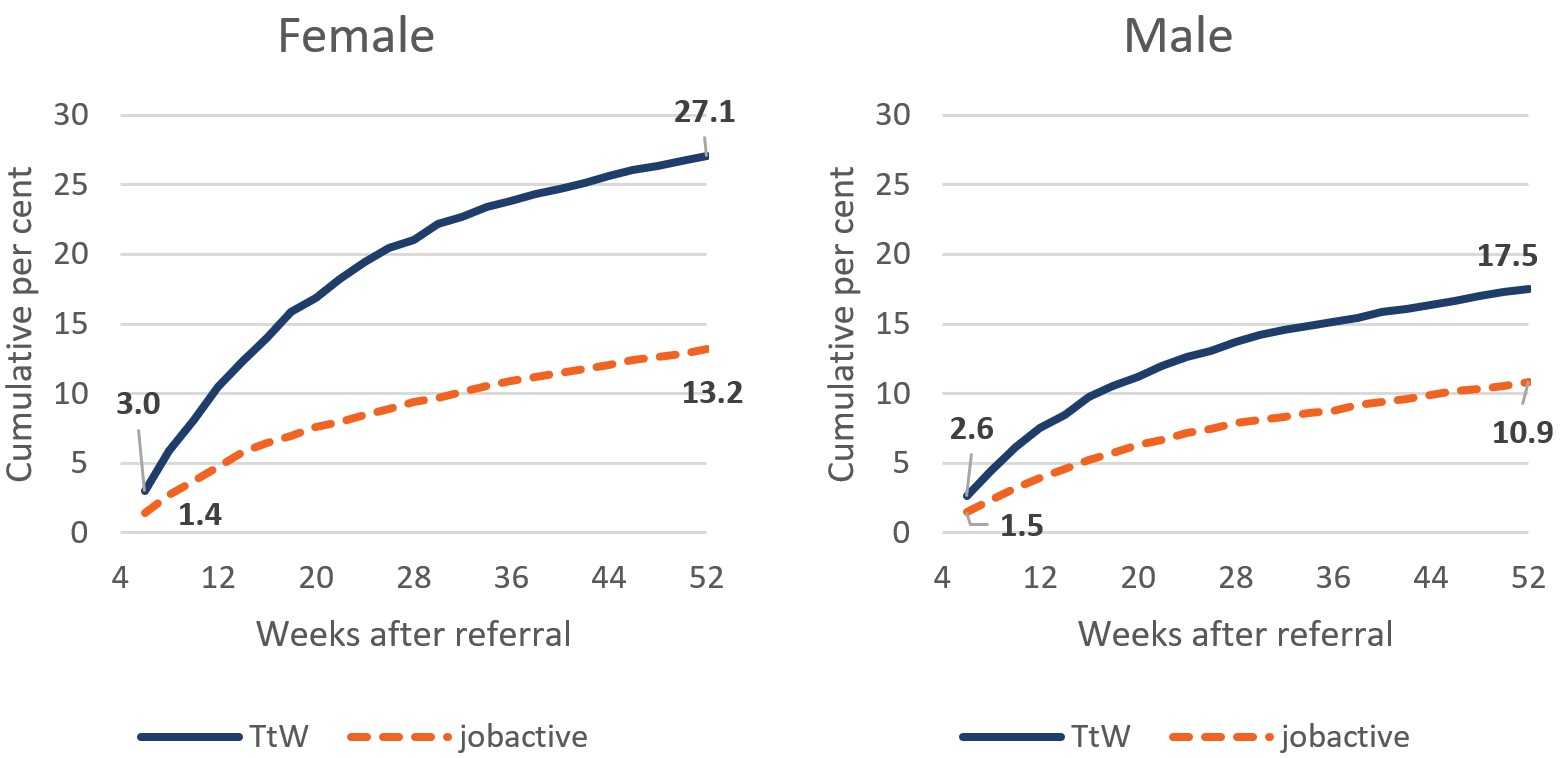 Female
Cumulative per cent
30
25
20
15
10
5
0
27.1
3.0
1.4
13.2
4 12 20 28 36 44 52
Weeks after referral
TtW jobactive
Male
Cumulative per cent
30
25
20
15
10
5
0
17.5
2.6
1.5
10.9
4 12 20 28 36 44 52
Weeks after referral
TtW jobactive